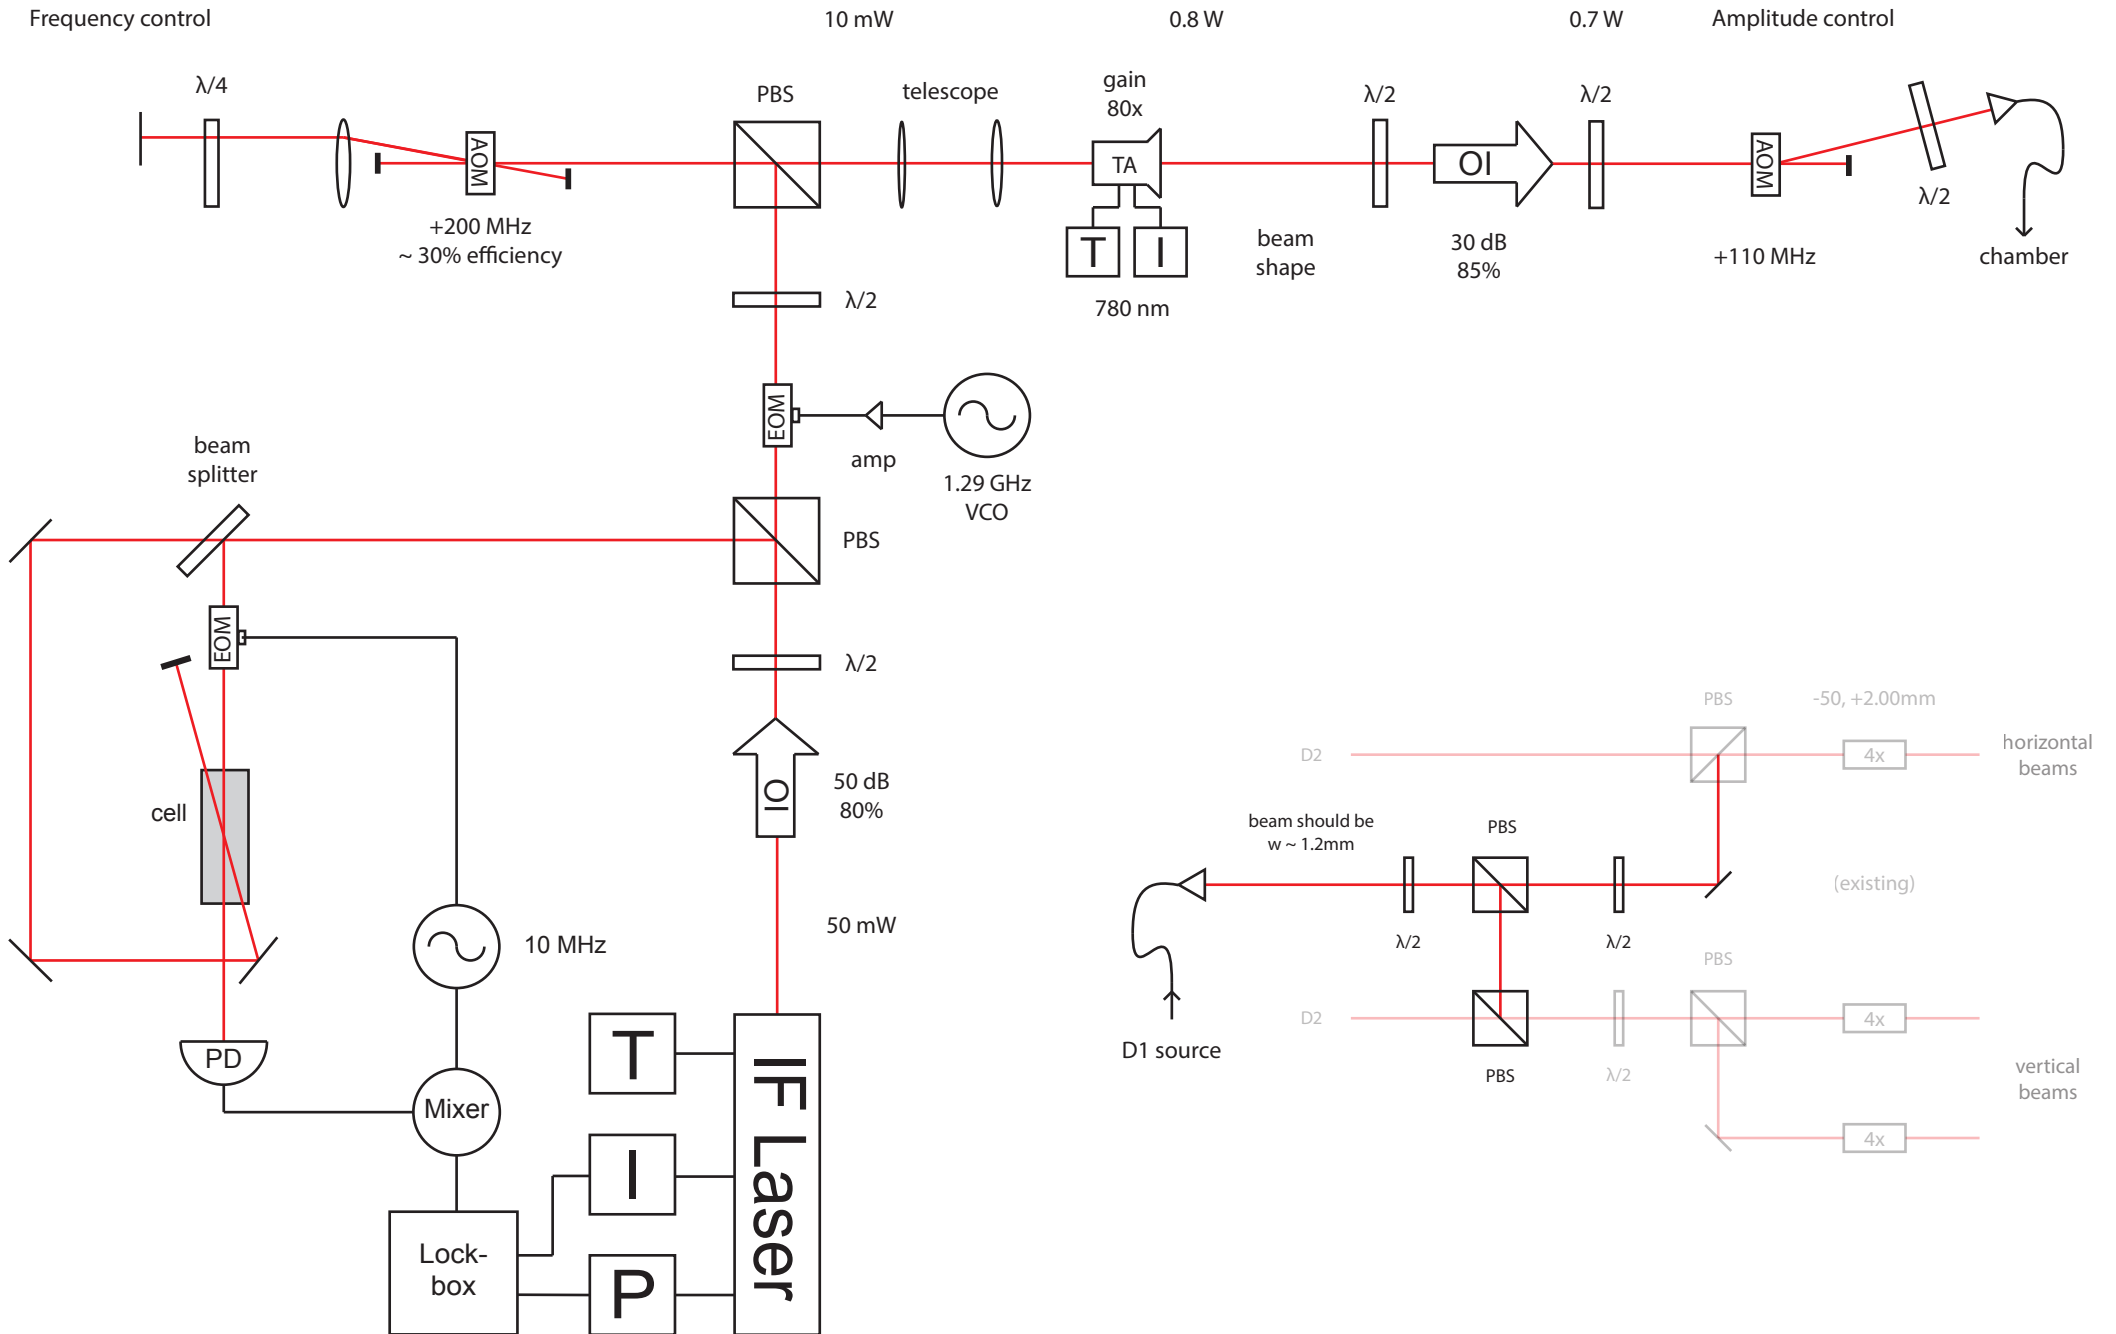 Frequency control
10 mW
0.8 W
0.7 W
Amplitude control
λ/4
PBS
telescope
gain
80x
λ/2
λ/2
AOM
TA
OI
AOM
λ/2
+200 MHz
~ 30% efficiency
T
I
beam
shape
30 dB
85%
+110 MHz
chamber
780 nm
λ/2
EOM
amp
1.29 GHz
VCO
beam
splitter
PBS
EOM
λ/2
OI
50 dB
80%
cell
50 mW
10 MHz
PD
Mixer
T
I
P
Lock-
box
IF Laser
PBS
-50, +2.00mm
D2
4x
horizontal
beams
beam should be
w ~ 1.2mm
PBS
(existing)
λ/2
λ/2
PBS
D2
4x
D1 source
PBS
λ/2
vertical
beams
4x